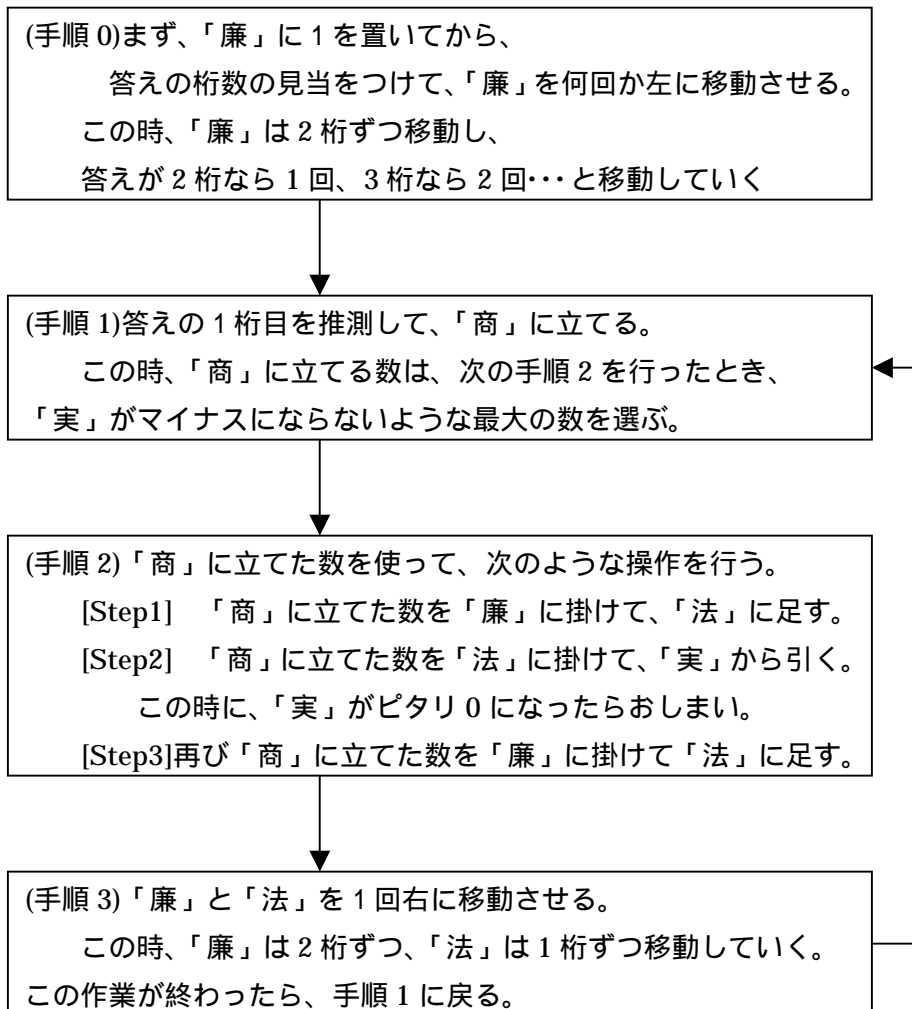 (手順 0)まず、「廉」に 1 を置いてから、
答えの桁数の見当をつけて、「廉」を何回か左に移動させる。
この時、「廉」は 2 桁ずつ移動し、
答えが 2 桁なら 1 回、3 桁なら 2 回・・・と移動していく
(手順 1)答えの 1 桁目を推測して、「商」に立てる。
この時、「商」に立てる数は、次の手順 2 を行ったとき、
「実」がマイナスにならないような最大の数を選ぶ。
(手順 2)「商」に立てた数を使って、次のような操作を行う。
[Step1] 「商」に立てた数を「廉」に掛けて、「法」に足す。
[Step2] 「商」に立てた数を「法」に掛けて、「実」から引く。
この時に、「実」がピタリ 0 になったらおしまい。
[Step3]再び「商」に立てた数を「廉」に掛けて「法」に足す。
(手順 3)「廉」と「法」を 1 回右に移動させる。
この時、「廉」は 2 桁ずつ、「法」は 1 桁ずつ移動していく。
この作業が終わったら、手順 1 に戻る。